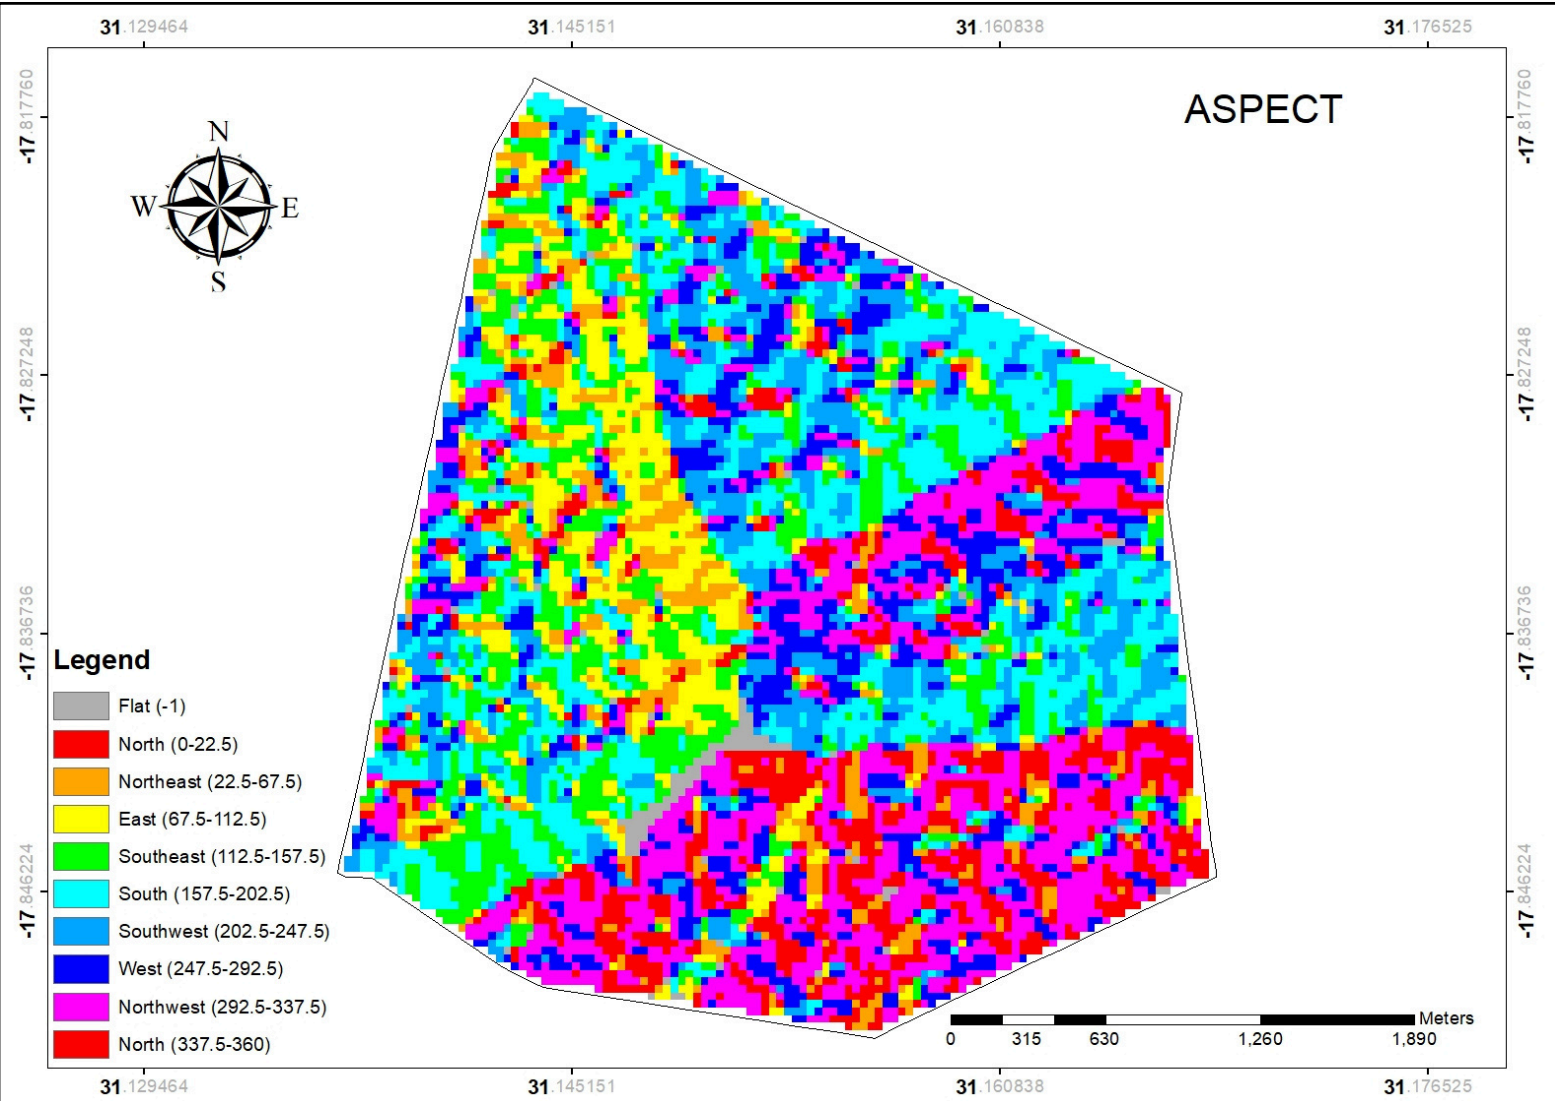 31.129464 31.145151 31.160838 31.176525
ASPECT
N
W E
S
-17.817760
-17.827248
-17.836736
-17.846224
-17.817760
-17.827248
-17.836736
-17.846224
Legend
Flat (-1)
North (0-22.5)
Northeast (22.5-67.5)
East (67.5-112.5)
Southeast (112.5-157.5)
South (157.5-202.5)
Southwest (202.5-247.5)
West (247.5-292.5)
Northwest (292.5-337.5)
North (337.5-360)
Meters
0 315 630 1,260 1,890
31.129464 31.145151 31.160838 31.176525